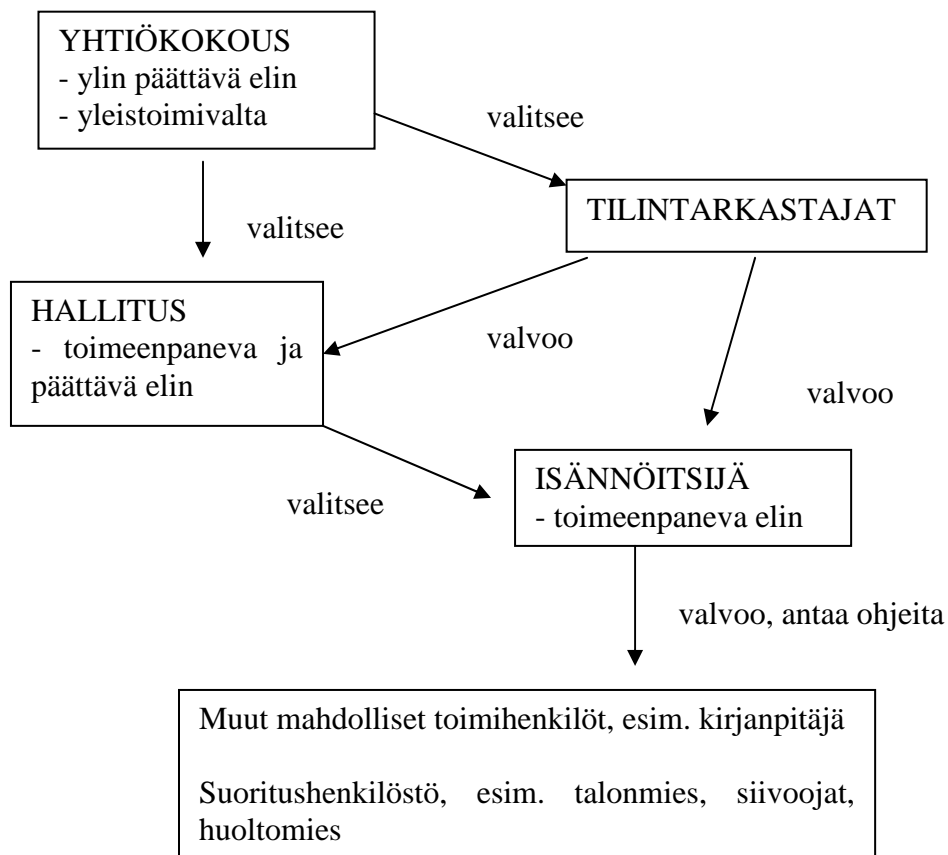 YHTIÖKOKOUS
- ylin päättävä elin
- yleistoimivalta
valitsee
TILINTARKASTAJAT
valitsee
HALLITUS
- toimeenpaneva ja
päättävä elin
valvoo
valvoo
ISÄNNÖITSIJÄ
- toimeenpaneva elin
valitsee
valvoo, antaa ohjeita
Muut mahdolliset toimihenkilöt, esim. kirjanpitäjä
Suoritushenkilöstö, esim. talonmies, siivoojat,
huoltomies